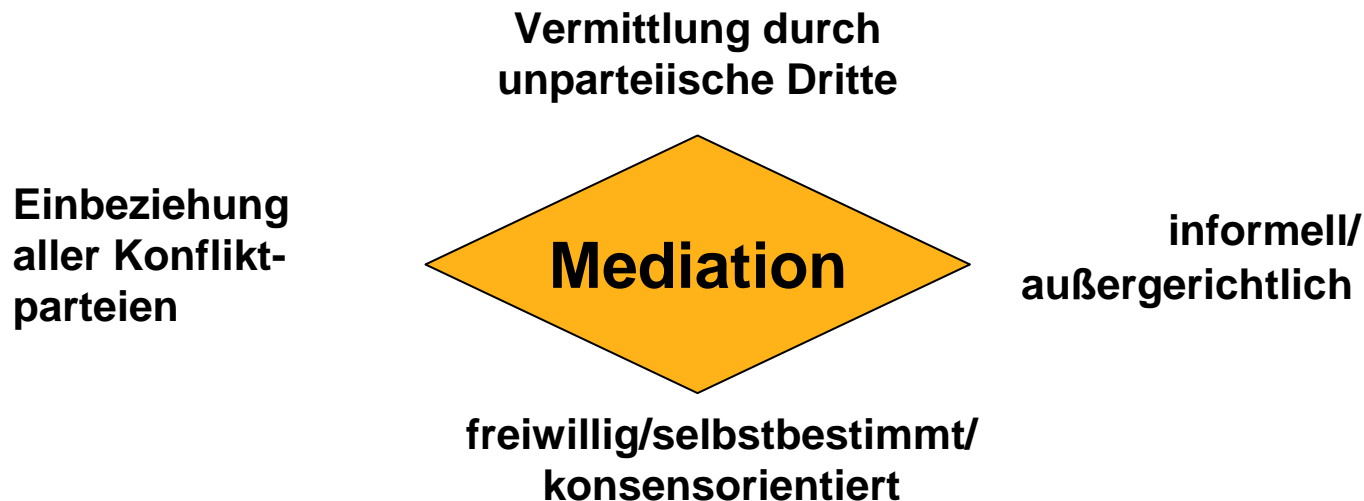 Vermittlung durch
unparteiische Dritte
Einbeziehung
aller Konflikt-
parteien
Mediation
informell/
außergerichtlich
freiwillig/selbstbestimmt/
konsensorientiert